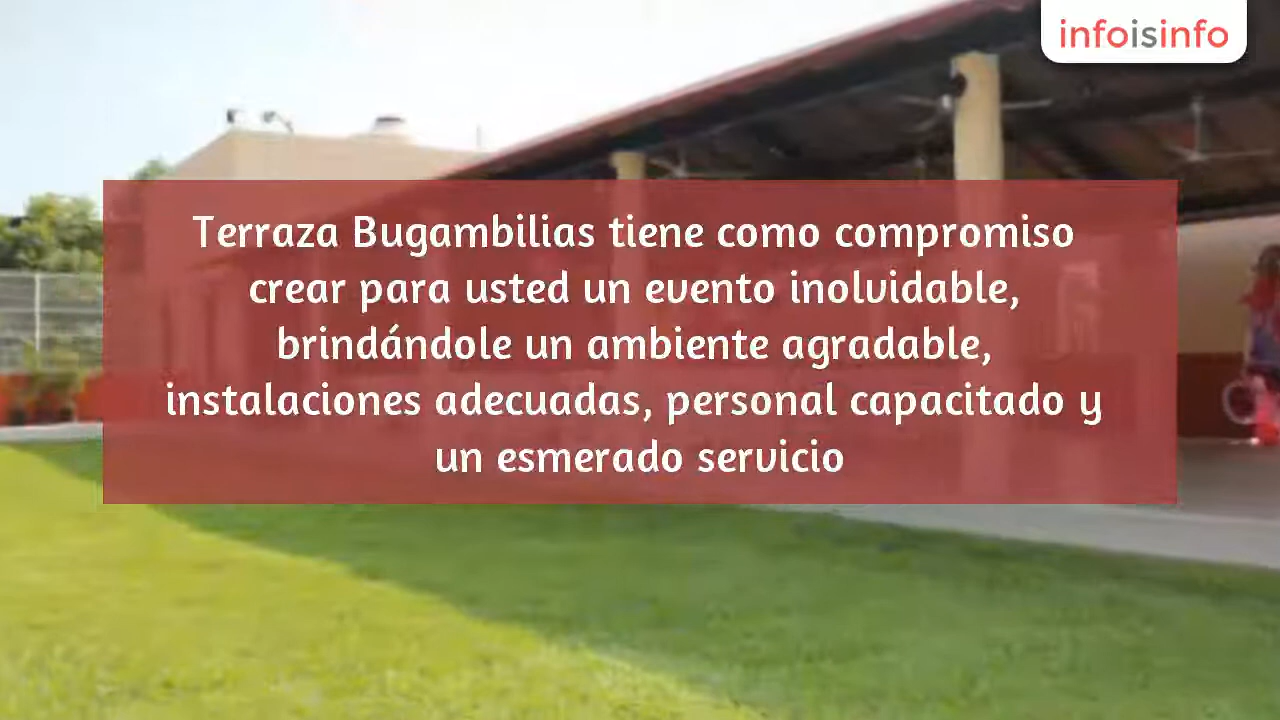 infoisinfo
Terraza Bugambilias tiene como compromiso
crear para usted un evento inolvidable,
brindándole un ambiente agradable,
instalaciones adecuadas, personal capacitado y
un esmerado servicio